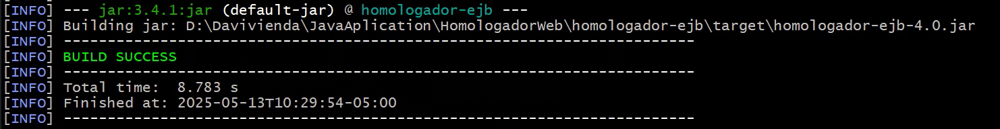 [INFO] --- jar:3.4.1:jar (default-jar) @ homologador-ejb ---
[INFO] Building jar: D:\Davivienda\JavaAplication\HomologadorWeb\homologador-ejb\target\homologador-ejb-4.0.jar
[INFO] ------------------------------------------------------------------------
[INFO] BUILD SUCCESS
[INFO] ------------------------------------------------------------------------
[INFO] Total time:  8.783 s
[INFO] Finished at: 2025-05-13T10:29:54-05:00
[INFO] ------------------------------------------------------------------------